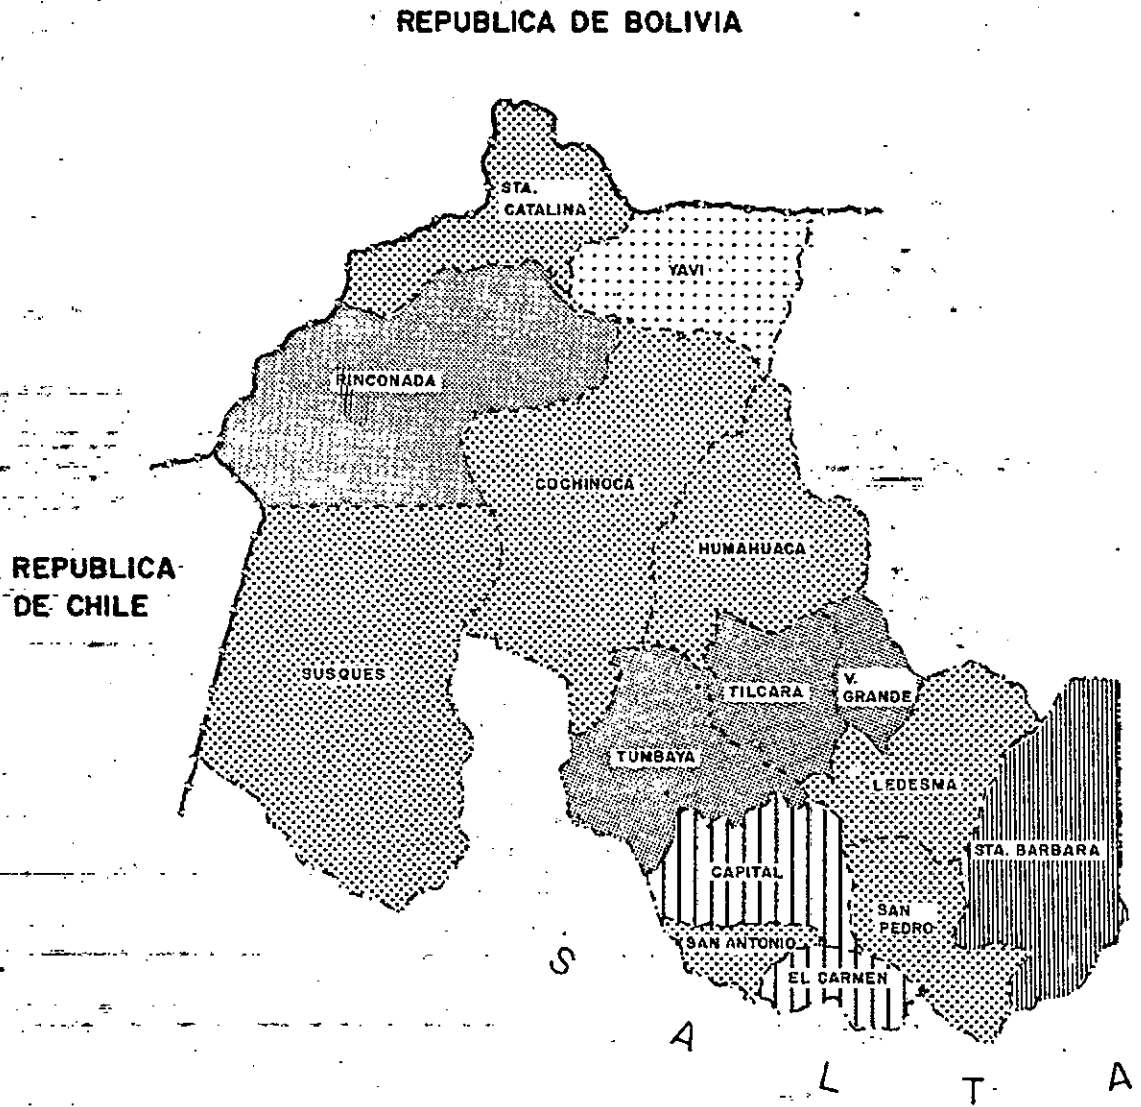 REPUBLICA DE BOLIVIA
STA.
CATALINA
YAVI
RINCONADA
COCHINOCA
HUMAHUACA
REPUBLICA
DE CHILE
SUSQUES
TILCARA
V.
GRANDE
TUMBAYA
LEDESMA
STA. BARBARA
CAPITAL
SAN
PEDRO
SAN ANTONIO
EL CARMEN
S A L T A